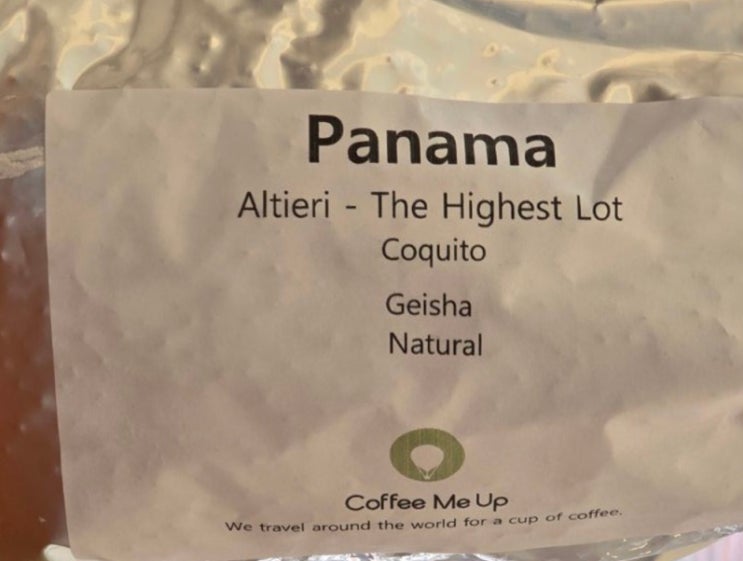 Panama
Altieri - The Highest Lot
Coquito
Geisha
Natural
Coffee Me Up
We travel around the world for a cup of coffee.